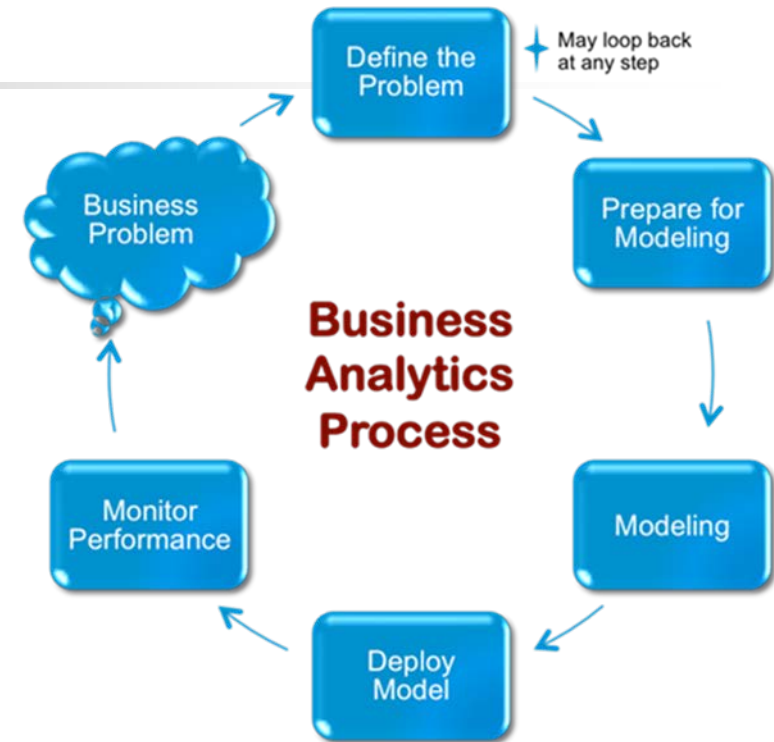 Define the
Problem
May loop back
at any step
Business
Problem
Prepare for
Modeling
Business
Analytics
Process
Monitor
Performance
Modeling
Deploy
Model